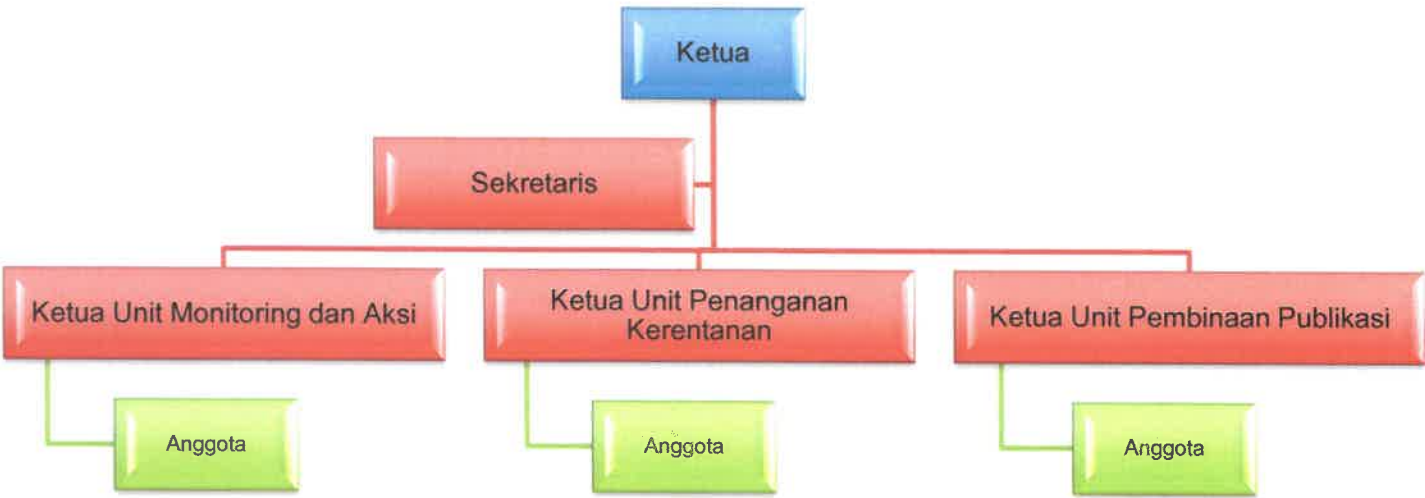 Ketua
Sekretaris
Ketua Unit Monitoring dan Aksi
Ketua Unit Penanganan
Kerentanan
Ketua Unit Pembinaan Publikasi
Anggota
Anggota
Anggota